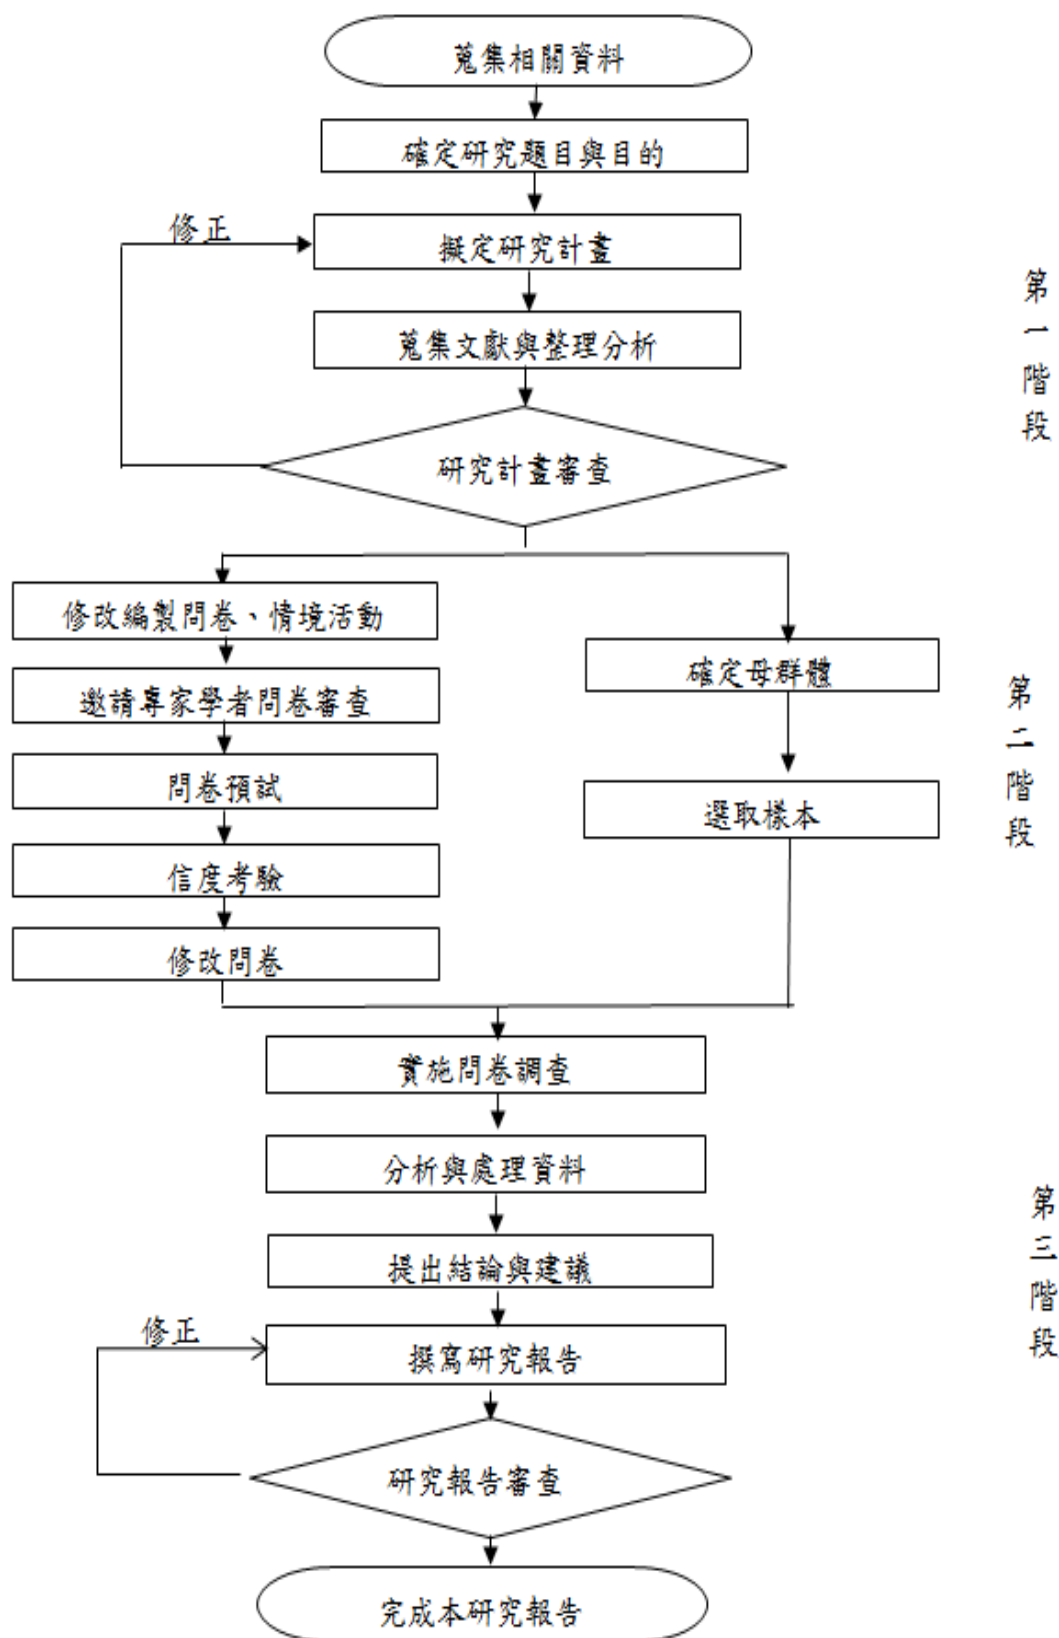 蒐集相關資料
確定研究題目與目的
修正
擬定研究計畫
蒐集文獻與整理分析
研究計畫審查
第一階段
修改編製問卷、情境活動
邀請專家學者問卷審查
問卷預試
信度考驗
修改問卷
確定母群體
選取樣本
第二階段
實施問卷調查
分析與處理資料
提出結論與建議
修正
撰寫研究報告
研究報告審查
完成本研究報告
第三階段